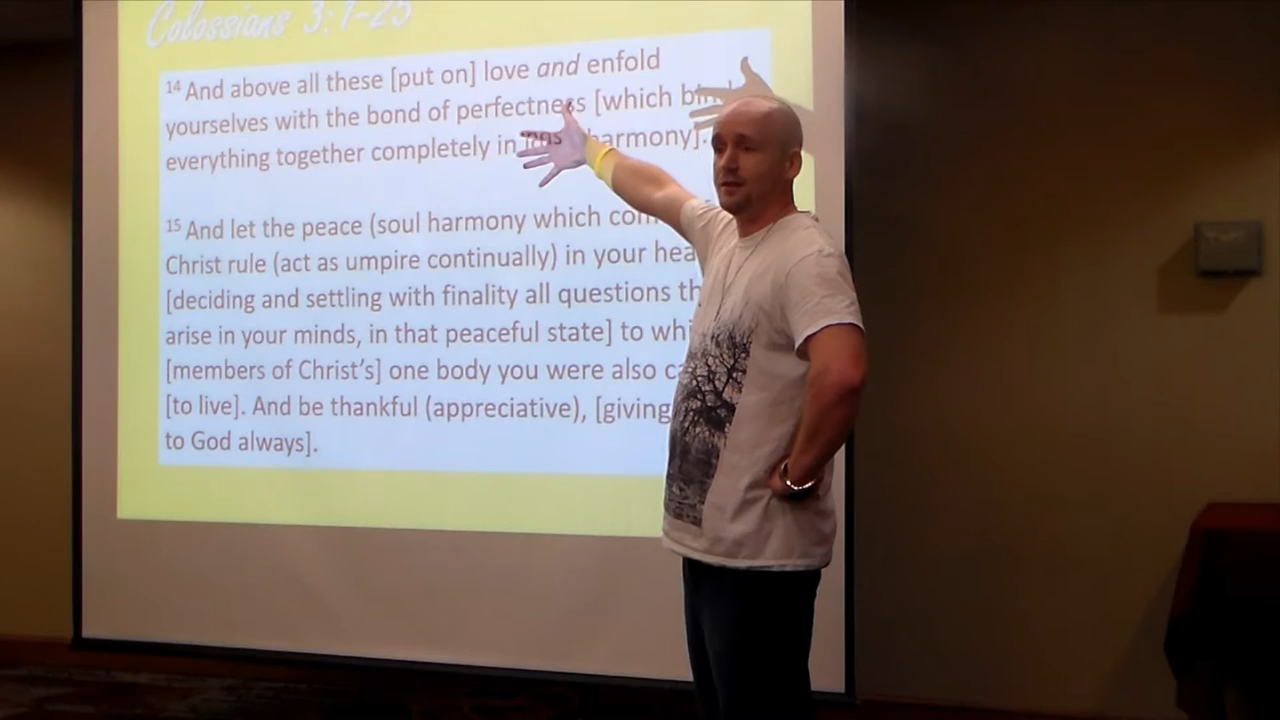 Colossians 3:1-25
14 And above all these [put on] love and enfold
yourselves with the bond of perfectness [which
everything together completely in harmony].
15 And let the peace (soul harmony which
Christ rule (act as umpire continually) in your
[deciding and settling with finality all questions
arise in your minds, in that peaceful state] to
[members of Christ's] one body you were also
[to live]. And be thankful (appreciative), [giving
to God always].